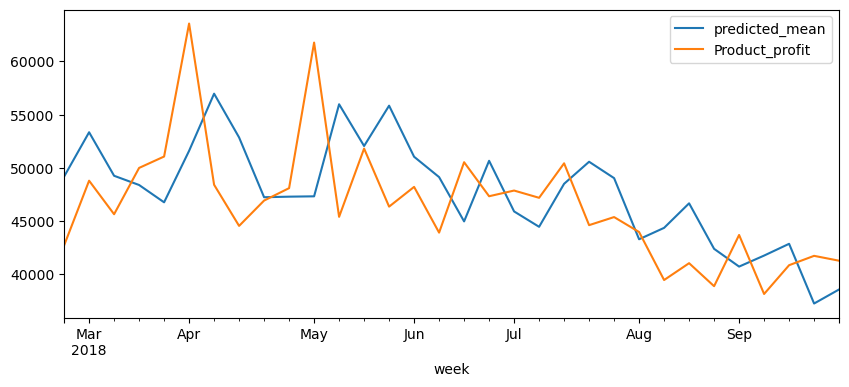 predicted_mean
Product_profit
60000
55000
50000
45000
40000
Mar Apr May Jun Jul Aug Sep
2018
week